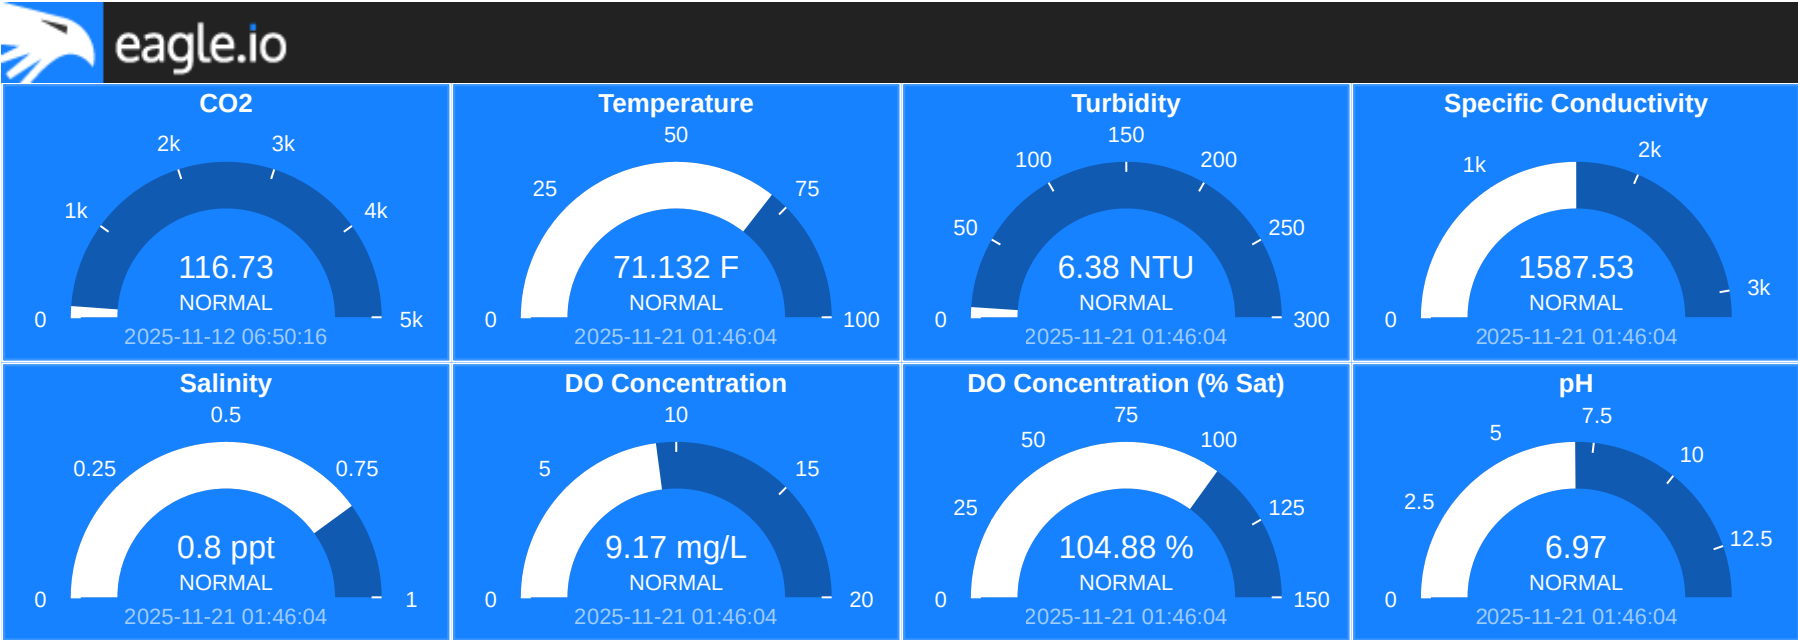 eagle.io
CO2
2k
3k
1k
4k
116.73
NORMAL
0
5k
2025-11-12 06:50:16
Temperature
50
25
75
71.132 F
NORMAL
0
100
2025-11-21 01:46:04
Turbidity
150
100
200
50
250
6.38 NTU
NORMAL
0
300
2025-11-21 01:46:04
Specific Conductivity
2k
1k
1587.53
3k
NORMAL
0
2025-11-21 01:46:04
Salinity
0.5
0.25
0.75
0.8 ppt
NORMAL
0
1
2025-11-21 01:46:04
DO Concentration
10
5
15
9.17 mg/L
NORMAL
0
20
2025-11-21 01:46:04
DO Concentration (% Sat)
75
50
100
25
125
104.88 %
NORMAL
0
150
2025-11-21 01:46:04
pH
7.5
5
10
2.5
12.5
6.97
NORMAL
0
2025-11-21 01:46:04